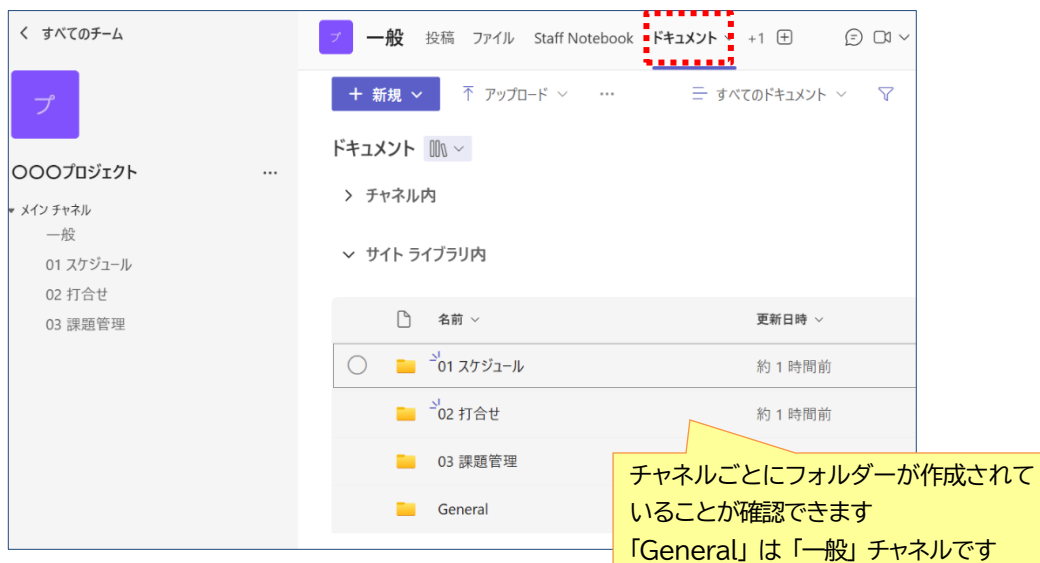 すべてのチーム
プ
〇〇〇プロジェクト ...
メイン チャネル
一般
01 スケジュール
02 打合せ
03 課題管理
プ 一般 投稿 ファイル Staff Notebook ドキュメント +1
+ 新規 アップロード ... すべてのドキュメント
ドキュメント
チャネル内
サイト ライブラリ内
名前 更新日時
01 スケジュール 約 1 時間前
02 打合せ 約 1 時間前
03 課題管理
General
チャネルごとにフォルダーが作成されて
いることが確認できます
「General」は「一般」チャネルです